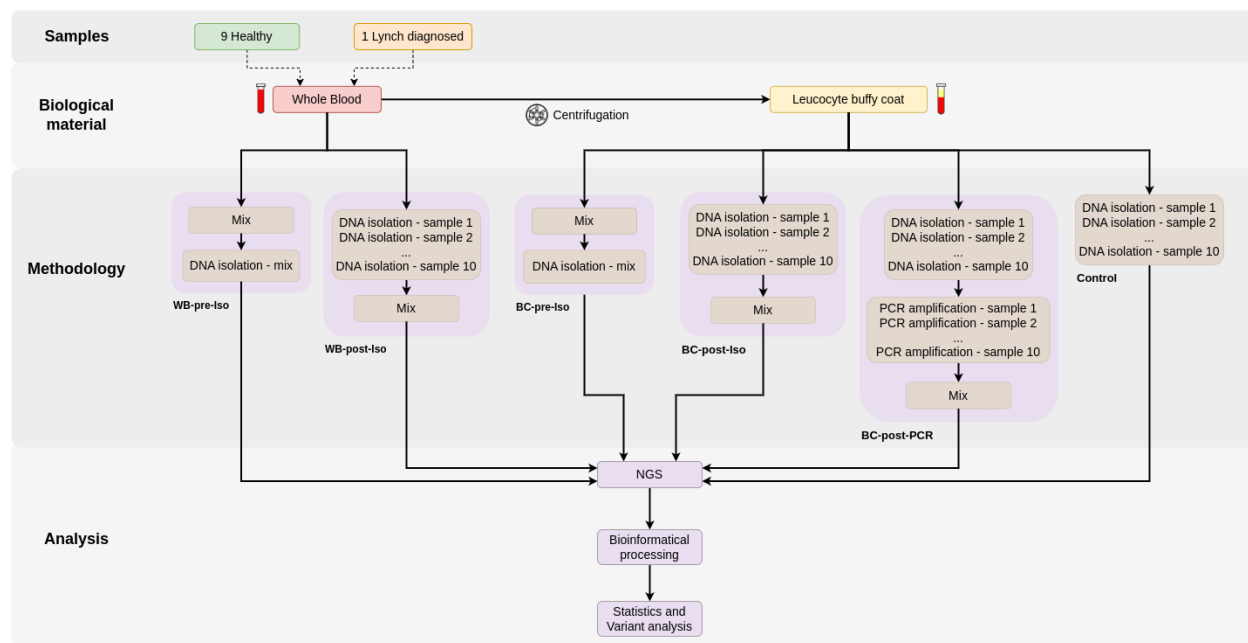 Samples
9 Healthy
1 Lynch diagnosed
Biological
material
Whole Blood
Centrifugation
Leucocyte buffy coat
Methodology
Mix
DNA isolation - mix
WB-pre-Iso
DNA isolation - sample 1
DNA isolation - sample 2
...
DNA isolation - sample 10
Mix
WB-post-Iso
Mix
DNA isolation - mix
BC-pre-Iso
DNA isolation - sample 1
DNA isolation - sample 2
...
DNA isolation - sample 10
Mix
BC-post-Iso
DNA isolation - sample 1
DNA isolation - sample 2
...
DNA isolation - sample 10
PCR amplification - sample 1
PCR amplification - sample 2
...
PCR amplification - sample 10
Mix
BC-post-PCR
DNA isolation - sample 1
DNA isolation - sample 2
...
DNA isolation - sample 10
Control
Analysis
NGS
Bioinformatical
processing
Statistics and
Variant analysis